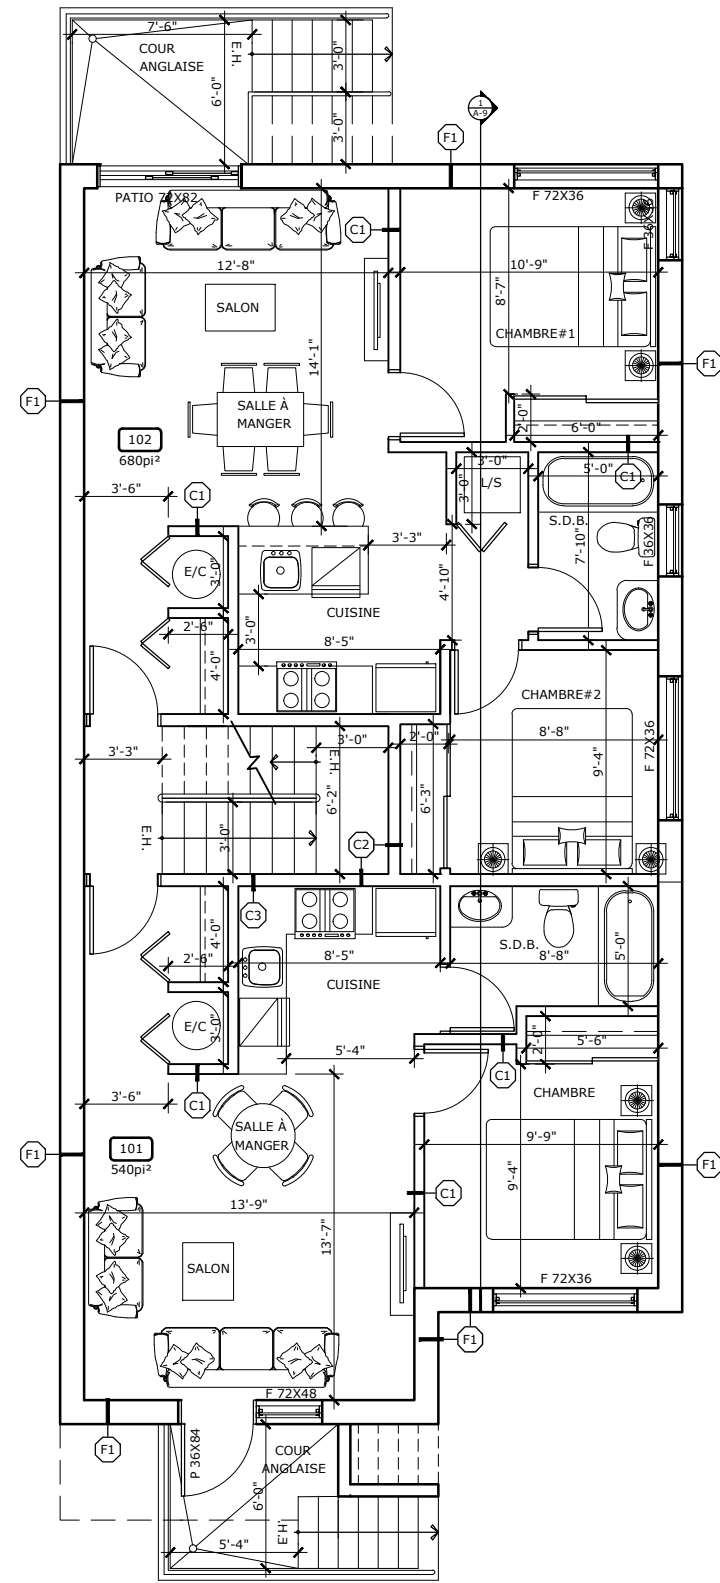 7'-6"
COUR
ANGLAISE
E.H.
3'-0"
6'-0"
3'-0"
1
A-9
F1
PATIO 72X82
F 72X36
F 36X36
C1
12'-8"
10'-9"
8'-7"
SALON
CHAMBRE#1
14'-1"
F1
F1
SALLE À
MANGER
2'-0"
6'-0"
102
680pi²
3'-6"
C1
3'-0"
L/S
3'-0"
5'-0"
C1
S.D.B.
F 36X36
7'-10"
3'-3"
E/C
3'-0"
4'-10"
CUISINE
2'-6"
3'-0"
8'-5"
4'-0"
CHAMBRE#2
3'-3"
3'-0"
2'-0"
8'-8"
F 72X36
9'-4"
E.H.
6'-2"
6'-3"
E.H.
3'-0"
C2
C3
4'-0"
2'-6"
8'-5"
S.D.B.
8'-8"
5'-0"
CUISINE
E/C
3'-0"
5'-4"
2'-0"
5'-6"
C1
C1
3'-6"
CHAMBRE
SALLE À
MANGER
101
540pi²
F1
9'-9"
F1
9'-4"
C1
13'-9"
13'-7"
SALON
F 72X36
F1
F 72X48
F1
P 36X84
COUR
ANGLAISE
6'-0"
5'-4"
E.H.